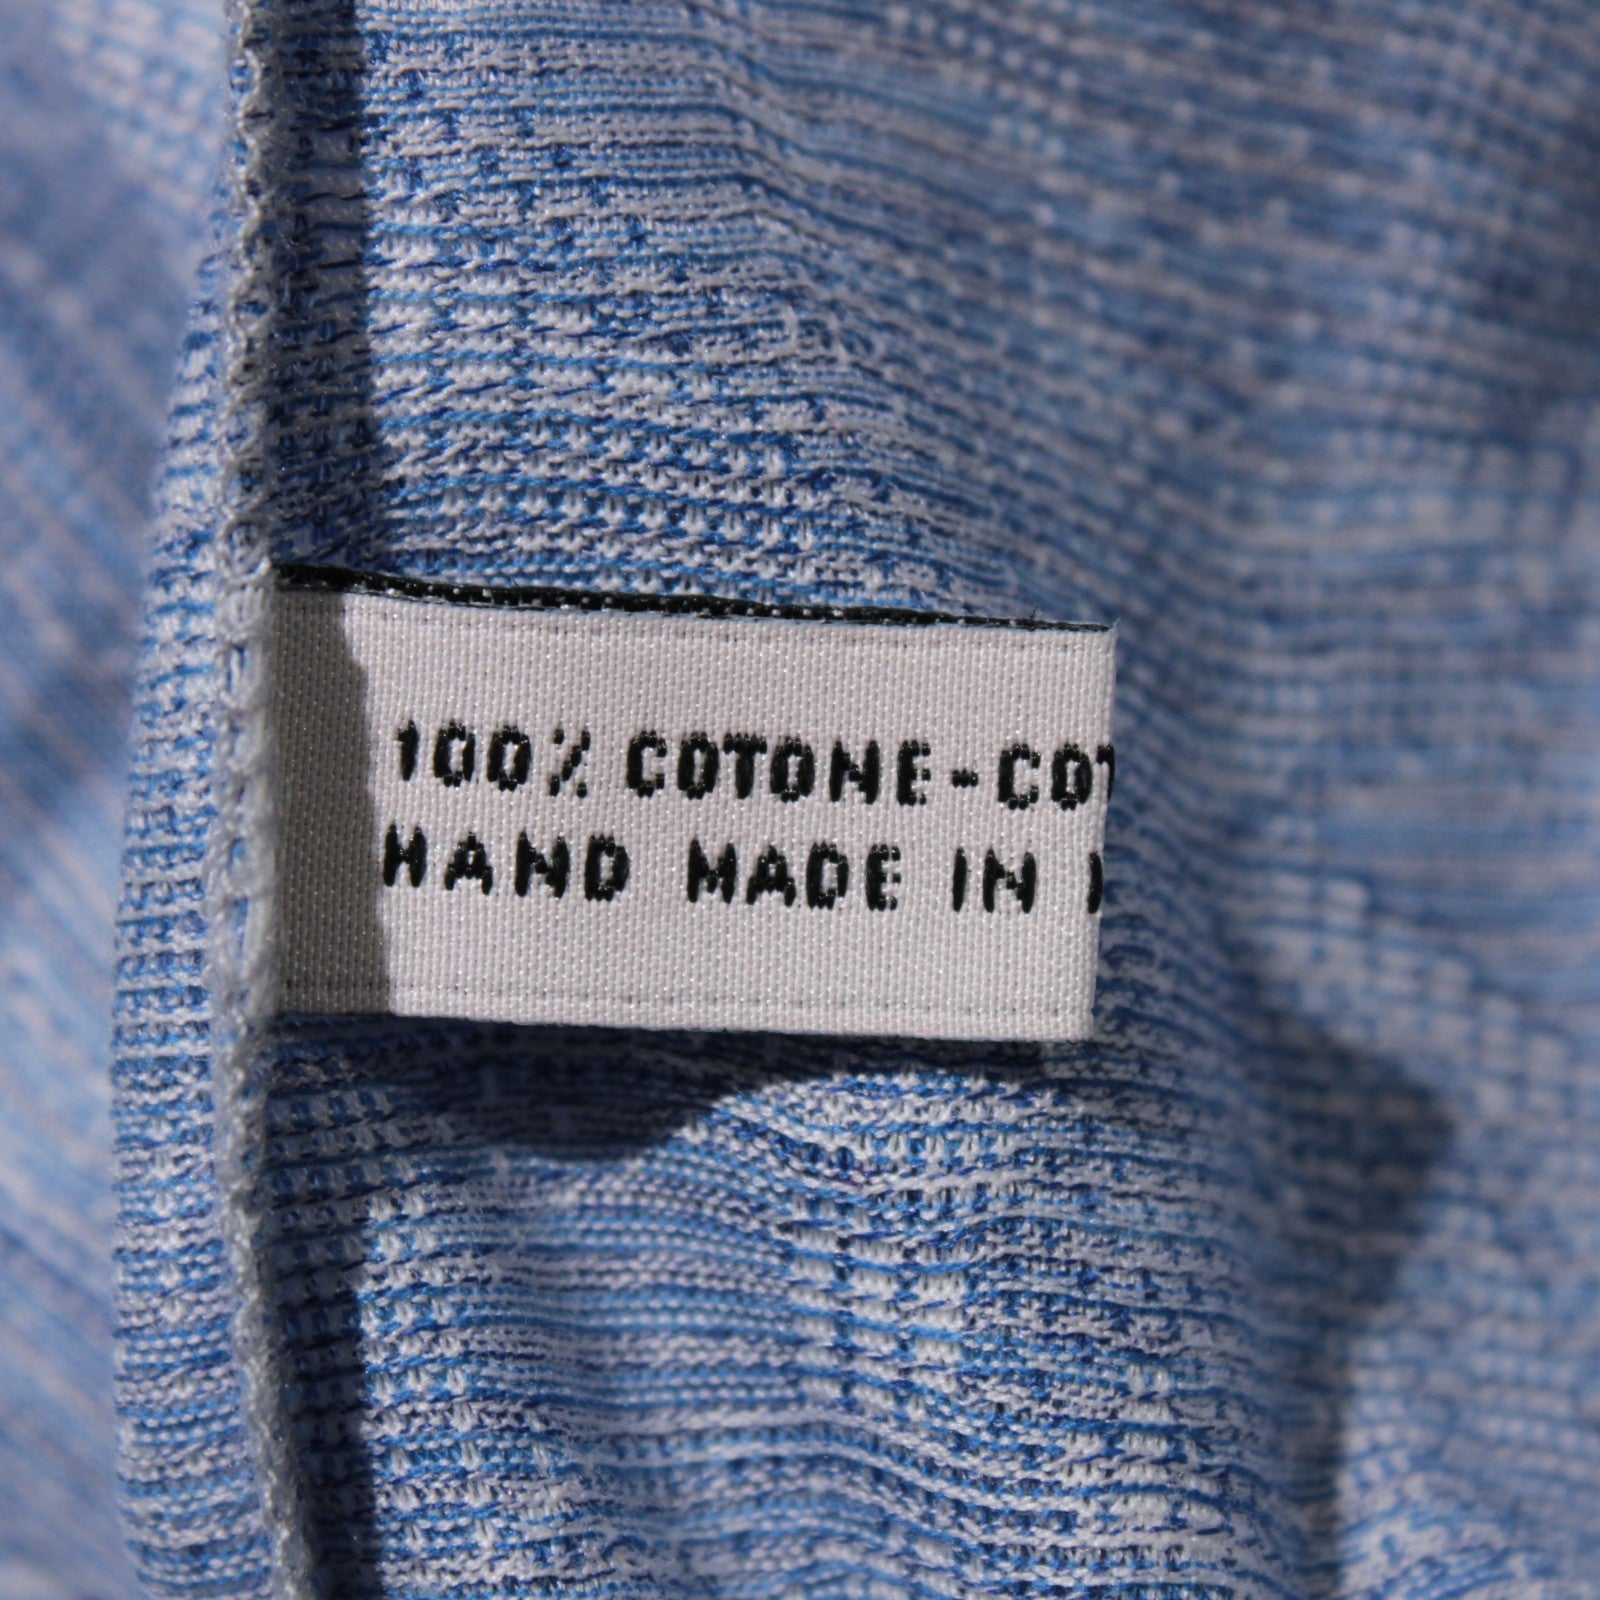 100% COTONE-COT
HAND MADE IN